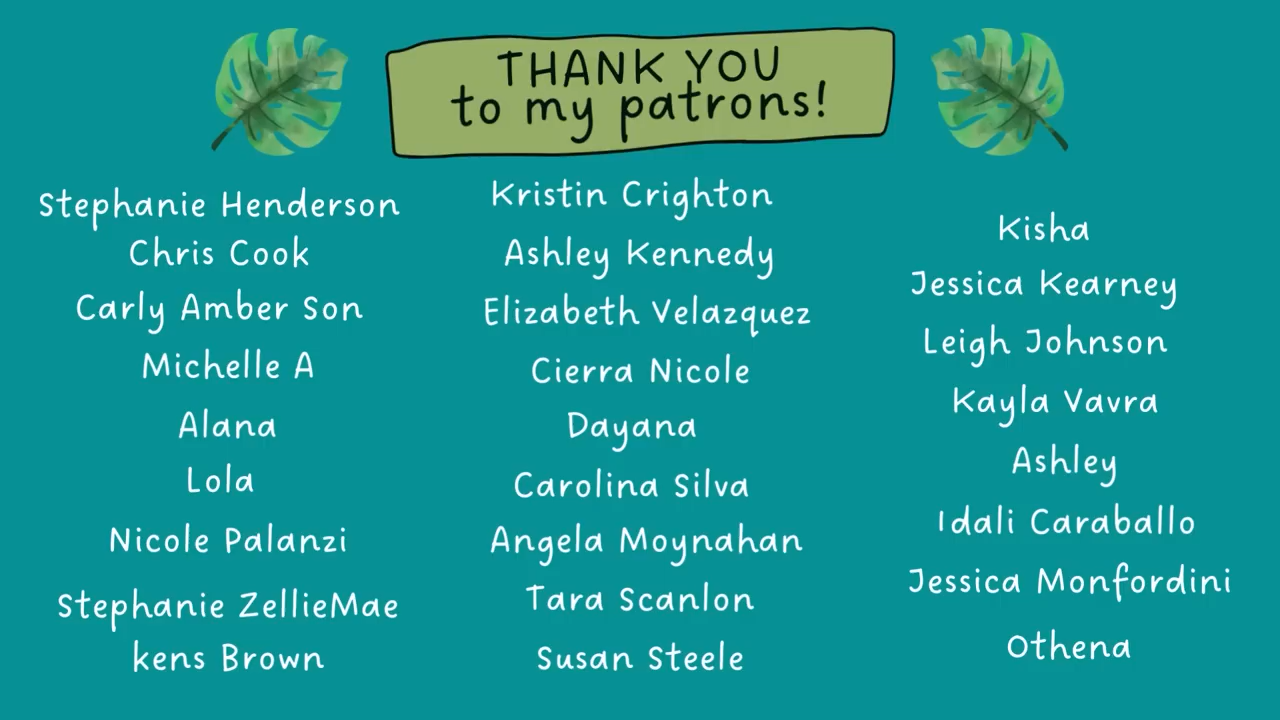 THANK YOU
to my patrons!
Stephanie Henderson
Chris Cook
Carly Amber Son
Michelle A
Alana
Lola
Nicole Palanzi
Stephanie ZellieMae
kens Brown
Kristin Crighton
Ashley Kennedy
Elizabeth Velazquez
Cierra Nicole
Dayana
Carolina Silva
Angela Moynahan
Tara Scanlon
Susan Steele
Kisha
Jessica Kearney
Leigh Johnson
Kayla Vavra
Ashley
Idali Caraballo
Jessica Monfordini
Othena